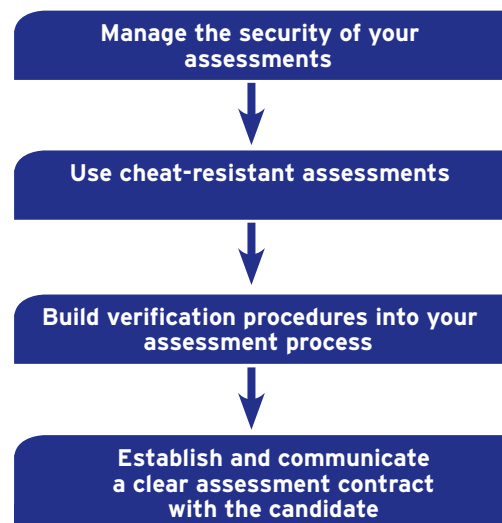 Manage the security of your
assessments
Use cheat-resistant assessments
Build verification procedures into your
assessment process
Establish and communicate
a clear assessment contract
with the candidate